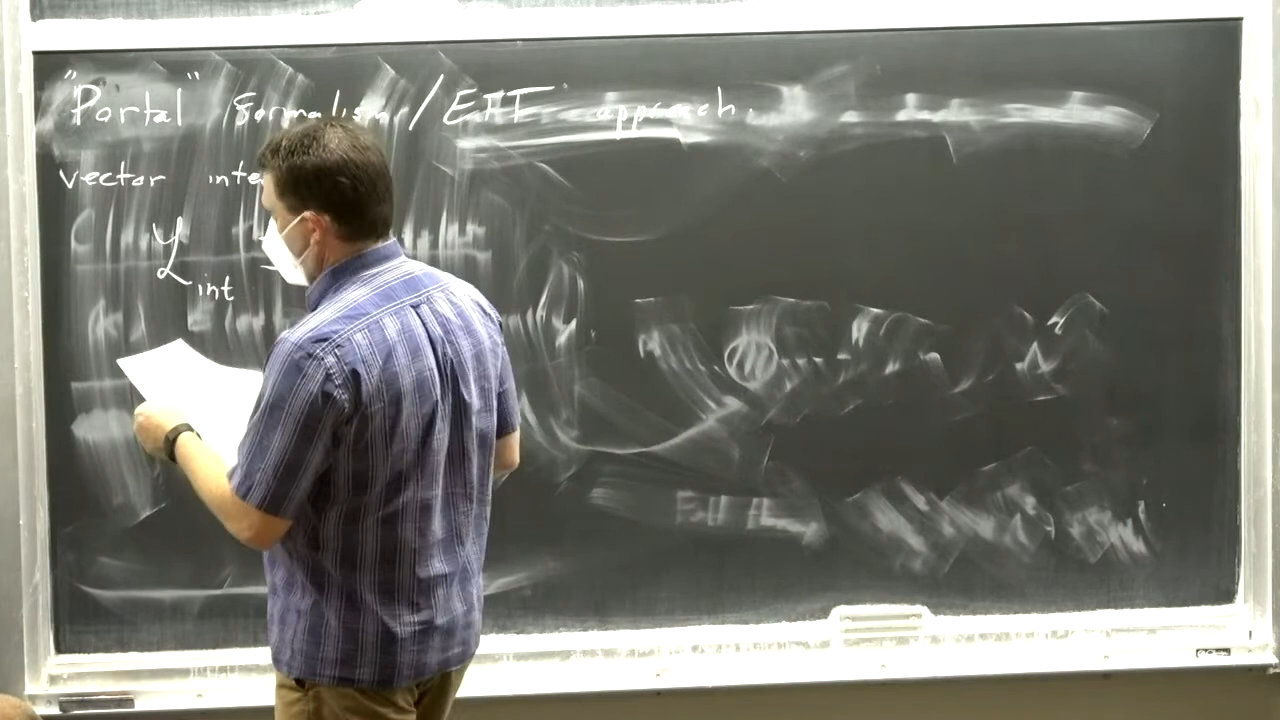 "Portal" formalism/EFT approach.
vector inte
ℒint